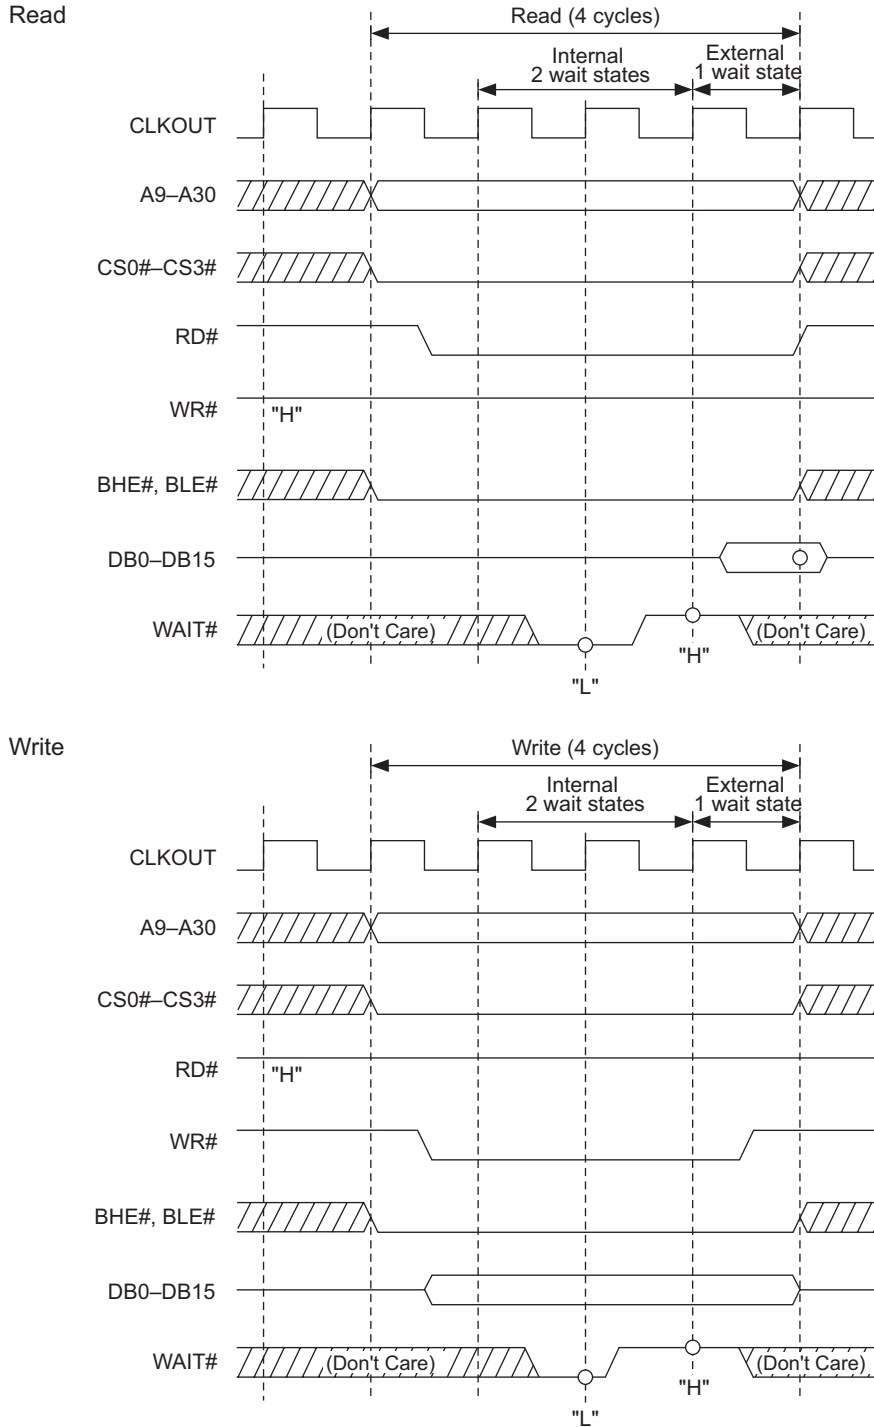 Read
Read (4 cycles)
Internal
2 wait states
External
1 wait state
CLKOUT
A9–A30
CS0#–CS3#
RD#
WR#
"H"
BHE#, BLE#
DB0–DB15
WAIT#
(Don't Care)
(Don't Care)
"L"
"H"
Write
Write (4 cycles)
Internal
2 wait states
External
1 wait state
CLKOUT
A9–A30
CS0#–CS3#
RD#
"H"
WR#
BHE#, BLE#
DB0–DB15
WAIT#
(Don't Care)
(Don't Care)
"L"
"H"